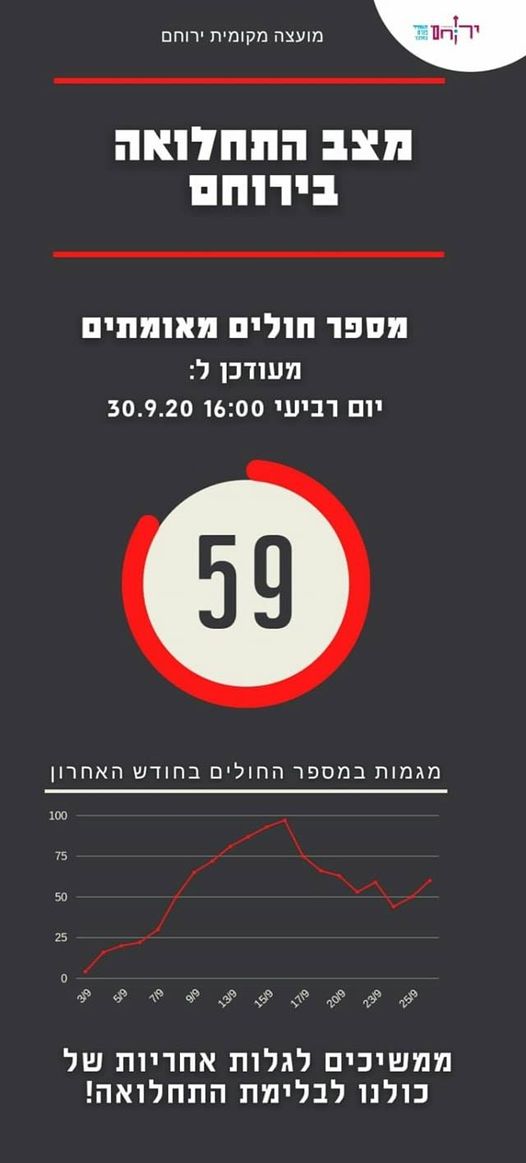 מועצה מקומית ירוחם
ירוחם
מצב התחלואה
בירוחם
מספר חולים מאומתים
מעודכן ל:
יום רביעי 16:00 30.9.20
59
מגמות במספר החולים בחודש האחרון
100
75
50
25
0
3/9 5/9 7/9 9/9 13/9 15/9 17/9 20/9 23/9 25/9
ממשיכים לגלות אחריות של
כולנו לבלימת התחלואה!